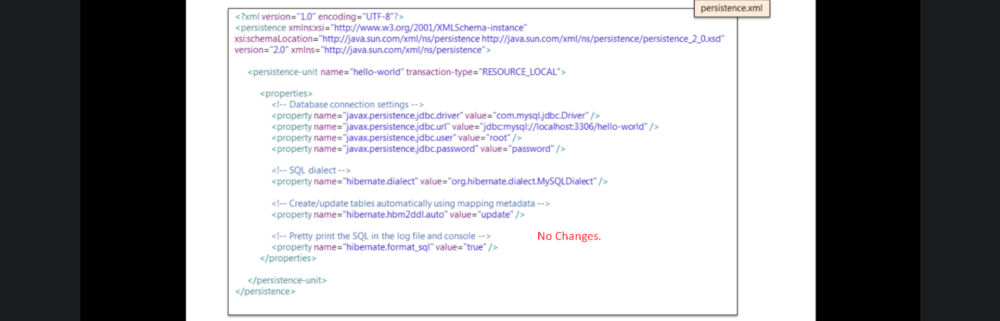 persistence.xml
<?xml version="1.0" encoding="UTF-8"?>
<persistence xmlns:xsi="http://www.w3.org/2001/XMLSchema-instance"
xsi:schemaLocation="http://java.sun.com/xml/ns/persistence http://java.sun.com/xml/ns/persistence/persistence_2_0.xsd"
version="2.0" xmlns="http://java.sun.com/xml/ns/persistence">
<persistence-unit name="hello-world" transaction-type="RESOURCE_LOCAL">
<properties>
<!-- Database connection settings -->
<property name="javax.persistence.jdbc.driver" value="com.mysql.jdbc.Driver" />
<property name="javax.persistence.jdbc.url" value="jdbc:mysql://localhost:3306/hello-world" />
<property name="javax.persistence.jdbc.user" value="root" />
<property name="javax.persistence.jdbc.password" value="password" />
<!-- SQL dialect -->
<property name="hibernate.dialect" value="org.hibernate.dialect.MySQLDialect" />
<!-- Create/update tables automatically using mapping metadata -->
<property name="hibernate.hbm2ddl.auto" value="update" />
<!-- Pretty print the SQL in the log file and console --> No Changes.
<property name="hibernate.format_sql" value="true" />
</properties>
</persistence-unit>
</persistence>